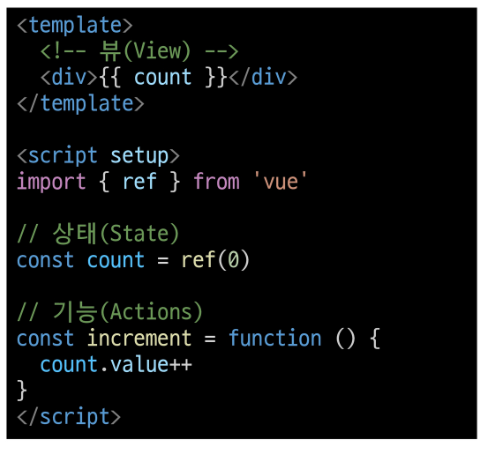 <template>
  <!-- 뷰(View) -->
  <div>{{ count }}</div>
</template>

<script setup>
import { ref } from 'vue'

// 상태(State)
const count = ref(0)

// 기능(Actions)
const increment = function () {
  count.value++
}
</script>